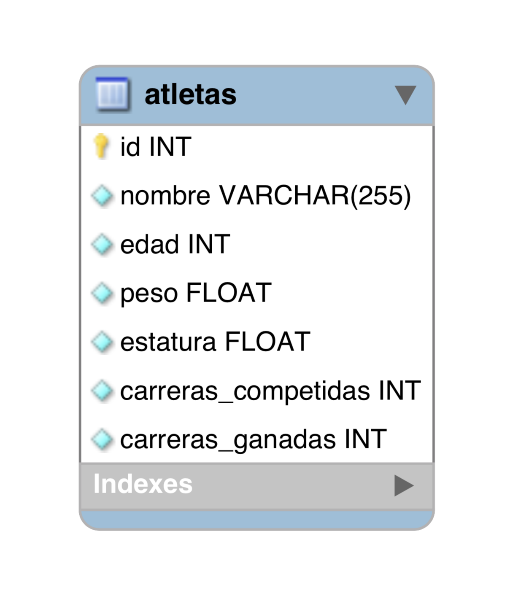 atletas
id INT
nombre VARCHAR(255)
edad INT
peso FLOAT
estatura FLOAT
carreras_competidas INT
carreras_ganadas INT
Indexes